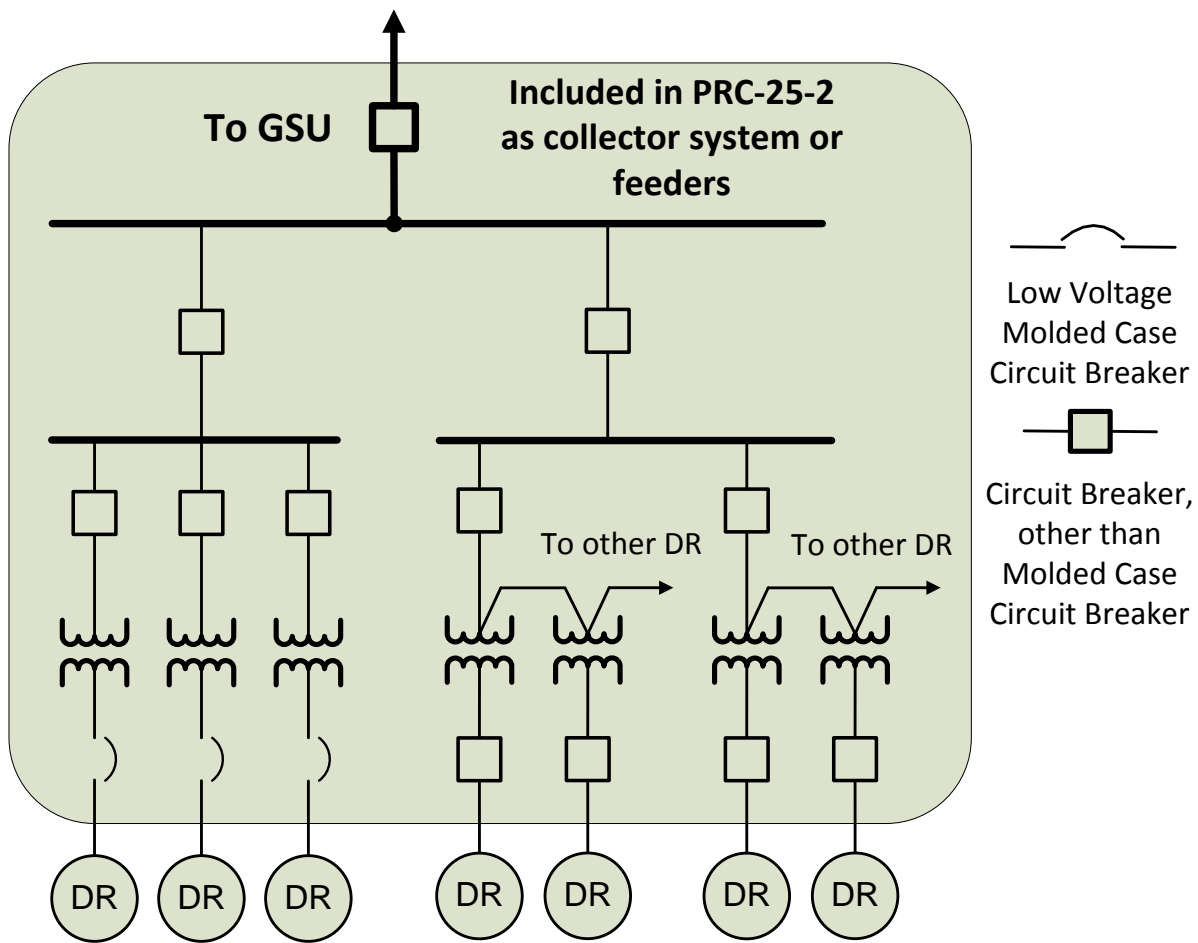 To GSU
Included in PRC-25-2
as collector system or
feeders
Low Voltage
Molded Case
Circuit Breaker
Circuit Breaker,
other than
Molded Case
Circuit Breaker
To other DR
To other DR
DR
DR
DR
DR
DR
DR
DR